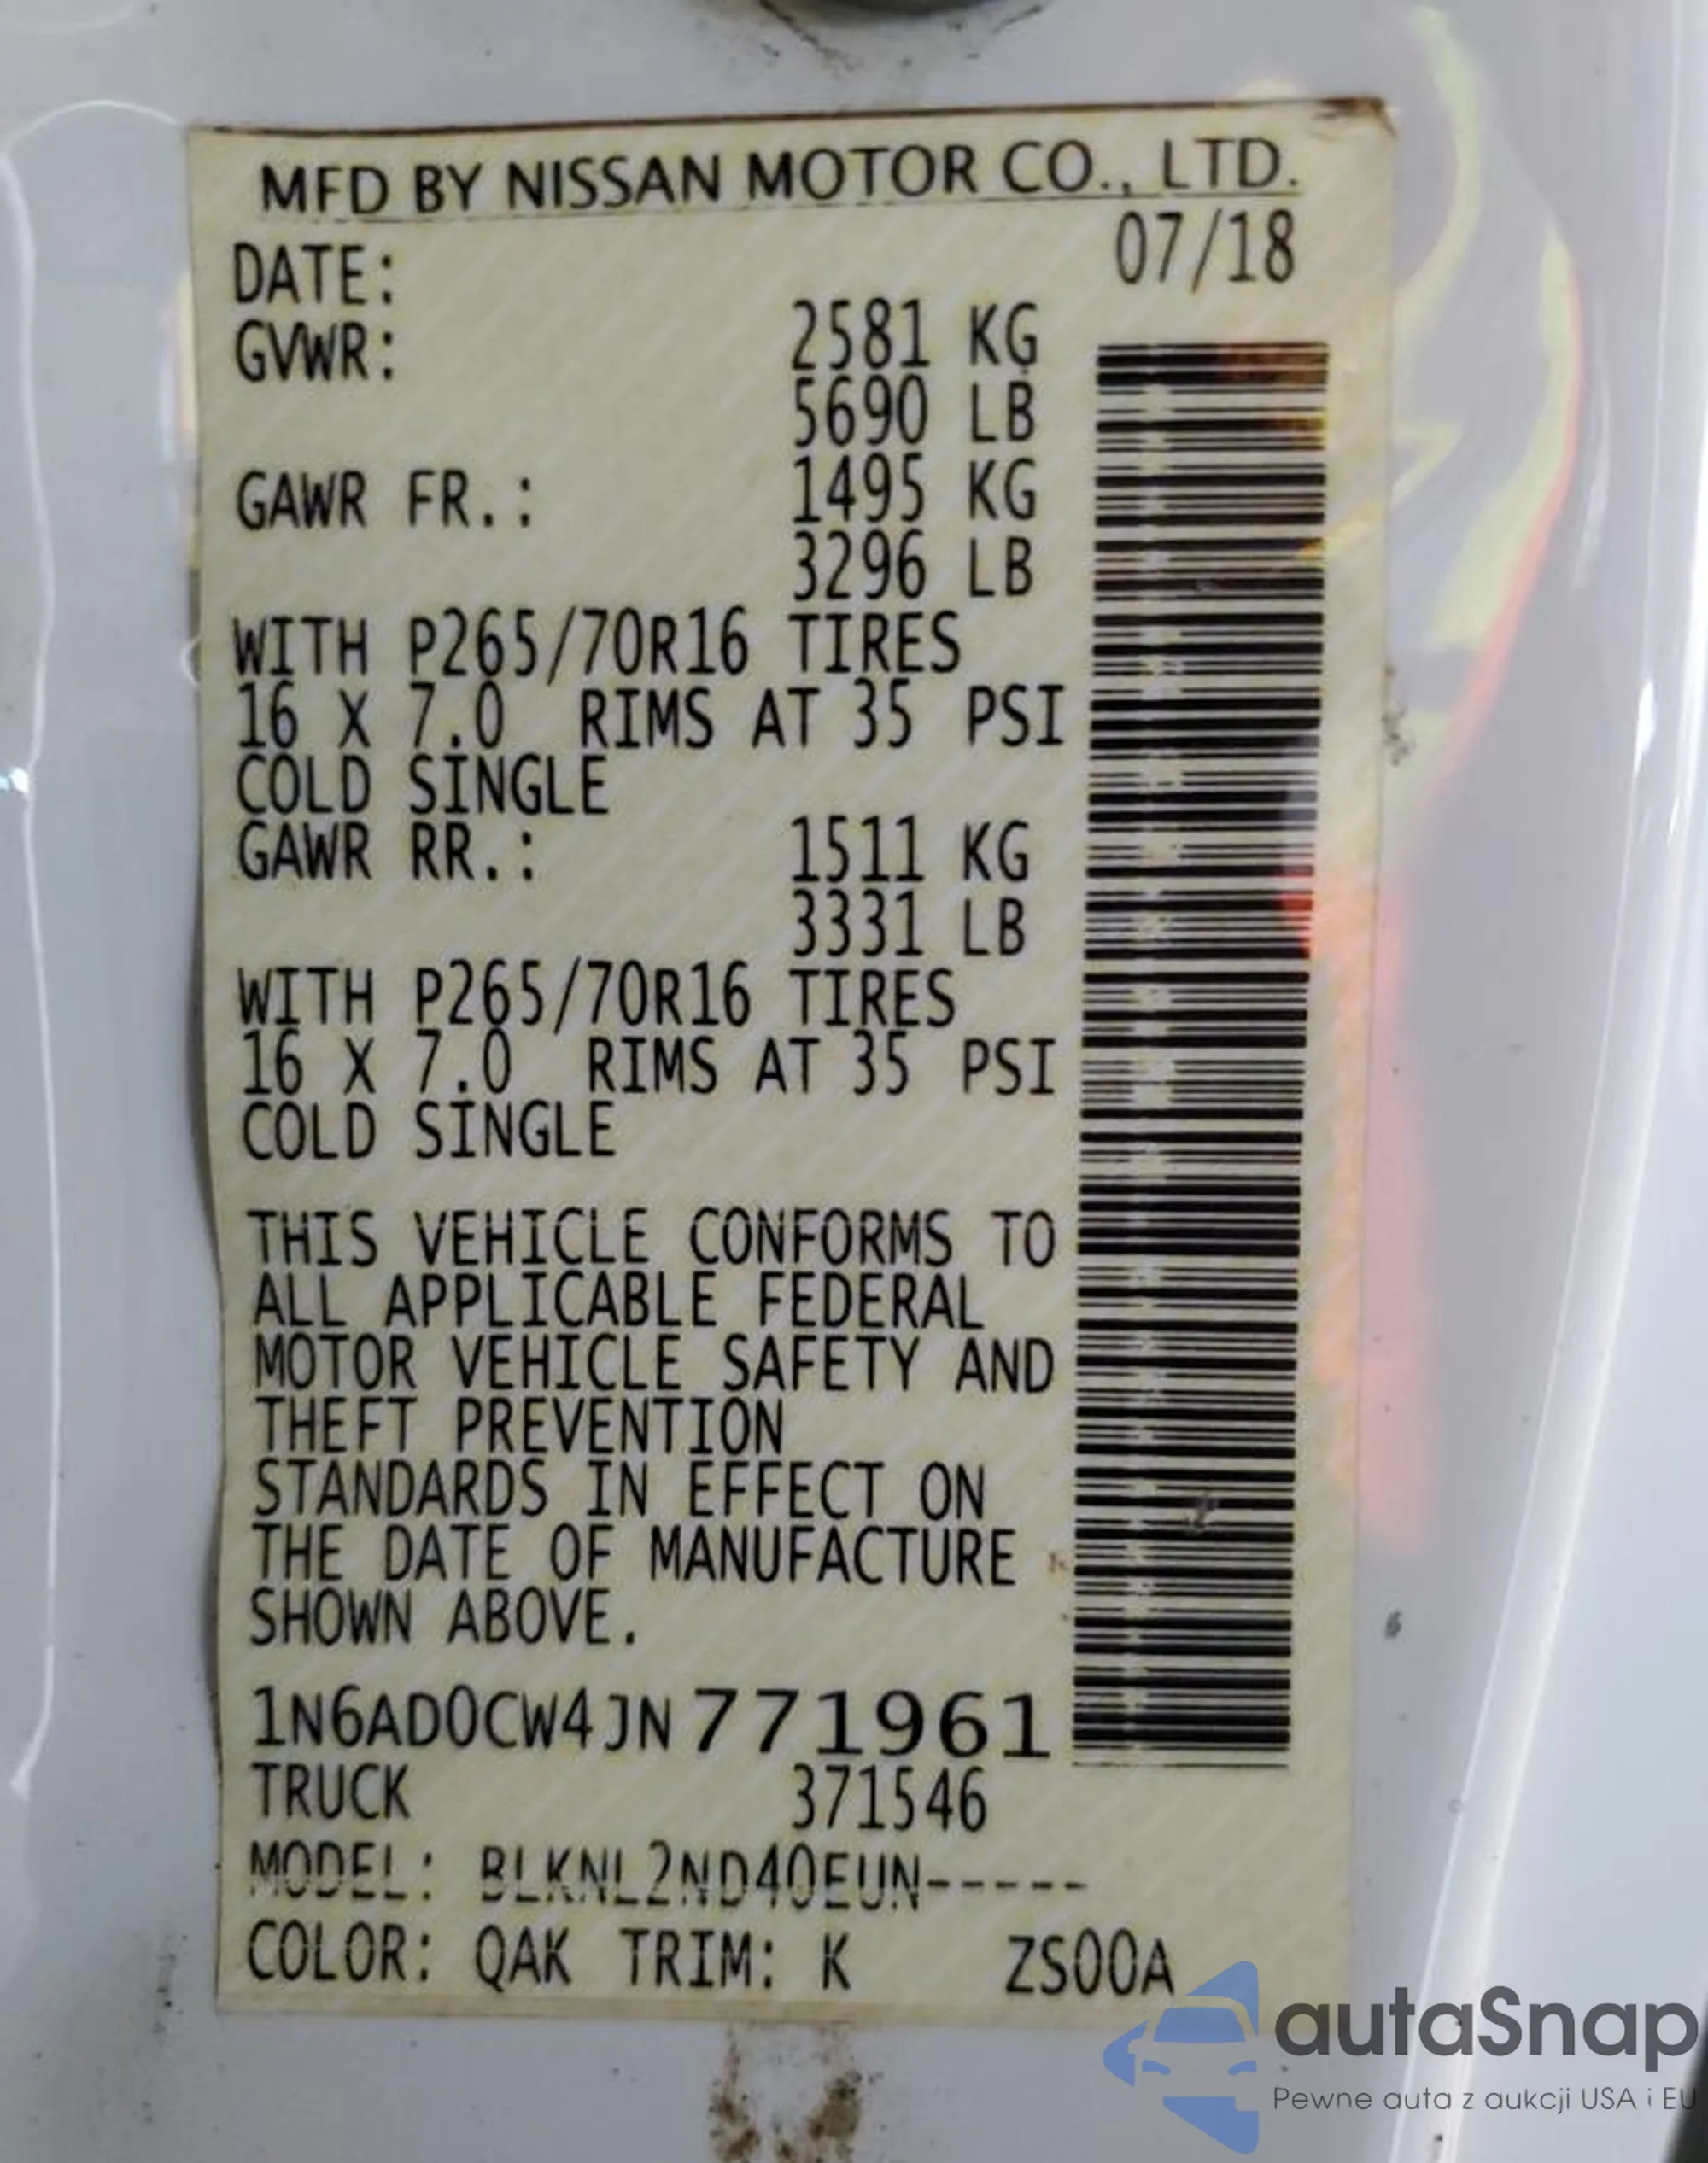 MFD BY NISSAN MOTOR CO., LTD.
DATE: 07/18
GVWR: 2581 KG
5690 LB
GAWR FR.: 1495 KG
3296 LB
WITH P265/70R16 TIRES
16 X 7.0 RIMS AT 35 PSI
COLD SINGLE
GAWR RR.: 1511 KG
3331 LB
WITH P265/70R16 TIRES
16 X 7.0 RIMS AT 35 PSI
COLD SINGLE
THIS VEHICLE CONFORMS TO
ALL APPLICABLE FEDERAL
MOTOR VEHICLE SAFETY AND
THEFT PREVENTION
STANDARDS IN EFFECT ON
THE DATE OF MANUFACTURE
SHOWN ABOVE.
1N6AD0CW4JN771961
TRUCK 371546
MODEL: BLKNL2ND40EUN-----
COLOR: QAK TRIM: K ZS00A
autaSnap
Pewne auta z aukcji USA i EU